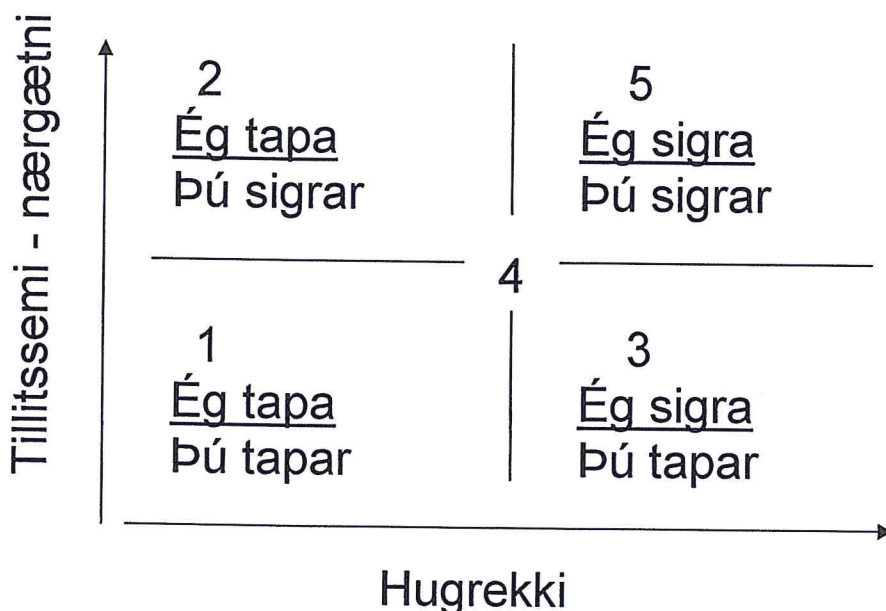 Tillitssemi - nærgætni
2
Ég tapa
Þú sigrar
5
Ég sigra
Þú sigrar
4
1
Ég tapa
Þú tapar
3
Ég sigra
Þú tapar
Hugrekki